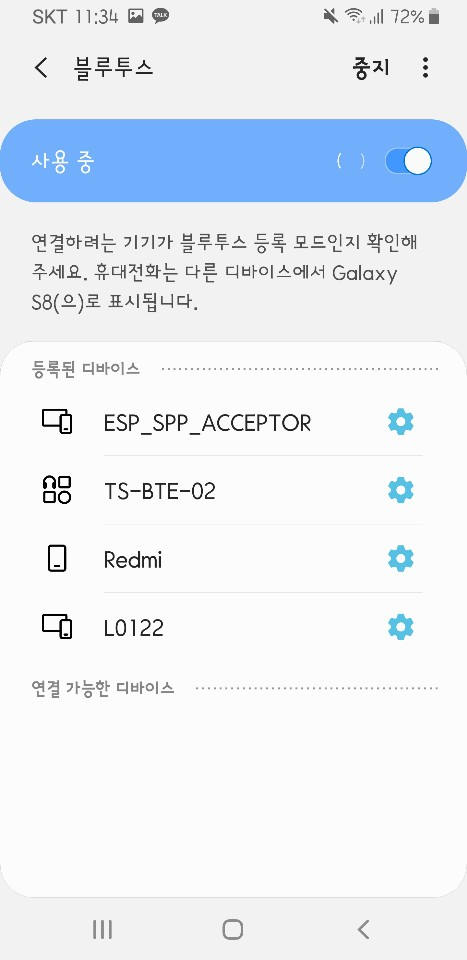 SKT 11:34 TALK 72%
블루투스 중지
사용 중
연결하려는 기기가 블루투스 등록 모드인지 확인해
주세요. 휴대전화는 다른 디바이스에서 Galaxy
S8(으)로 표시됩니다.
등록된 디바이스
ESP_SPP_ACCEPTOR
TS-BTE-02
Redmi
L0122
연결 가능한 디바이스